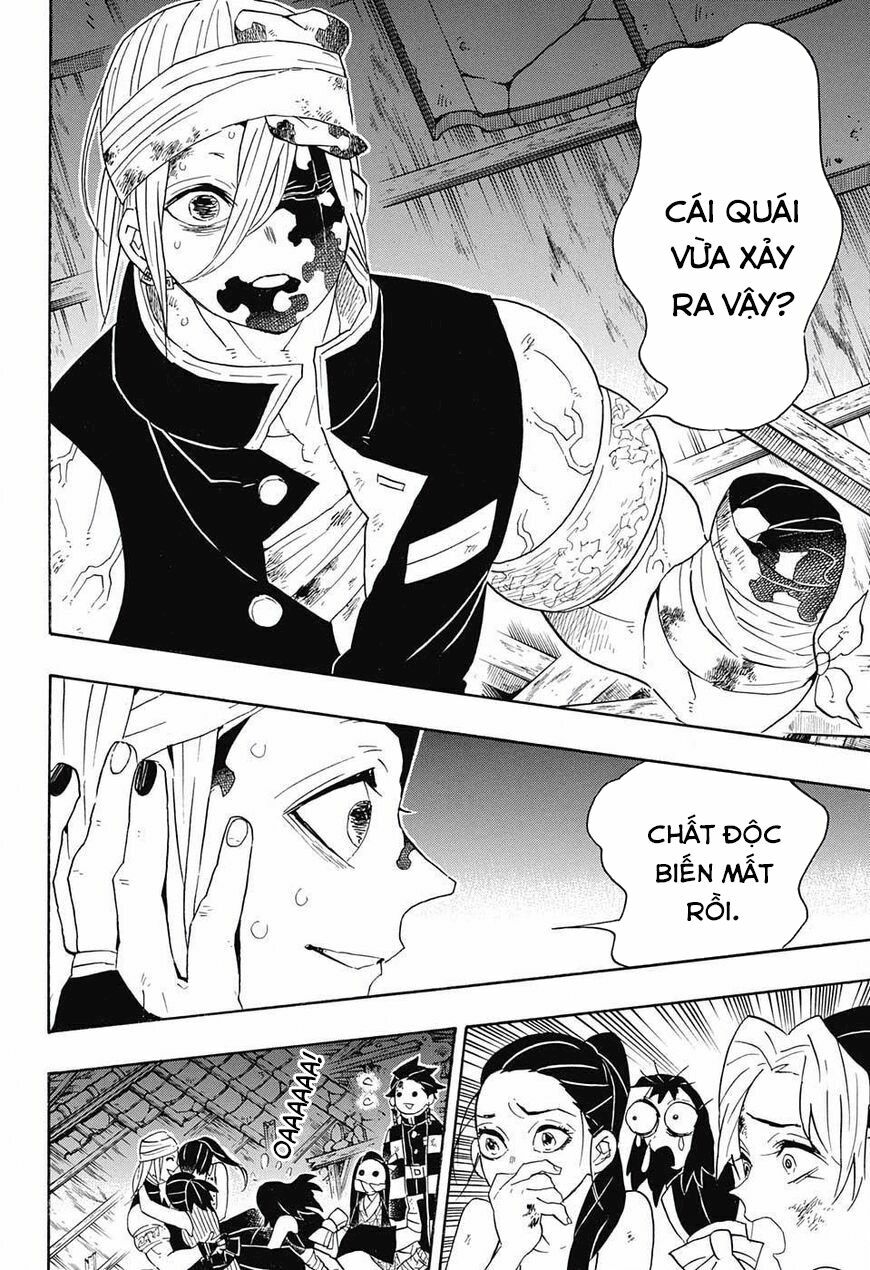 CÁI QUÁI
VỪA XẢY
RA VẬY?
CHẤT ĐỘC
BIẾN MẤT
RỒI.
OAAAAAA!